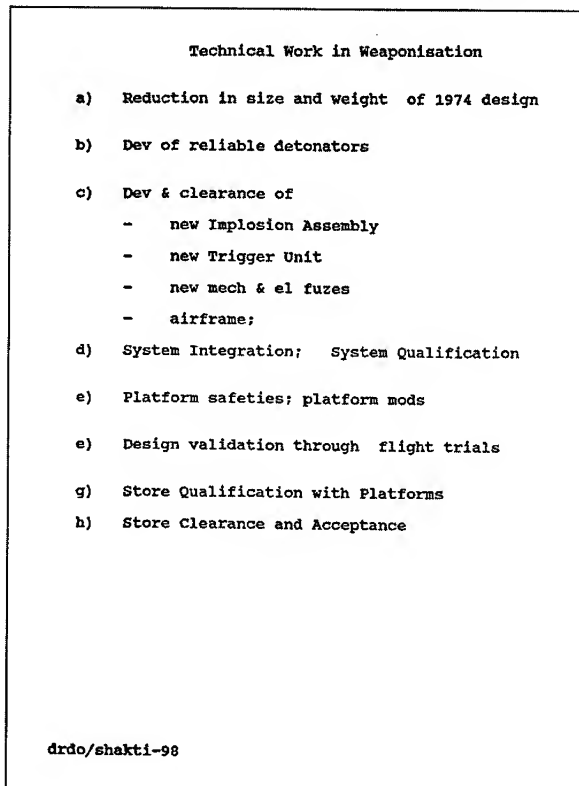 Technical Work in Weaponisation
a) Reduction in size and weight of 1974 design
b) Dev of reliable detonators
c) Dev & clearance of
- new Implosion Assembly
- new Trigger Unit
- new mech & el fuzes
- airframe;
d) System Integration; System Qualification
e) Platform safeties; platform mods
e) Design validation through flight trials
g) Store Qualification with Platforms
h) Store Clearance and Acceptance
drdo/shakti-98